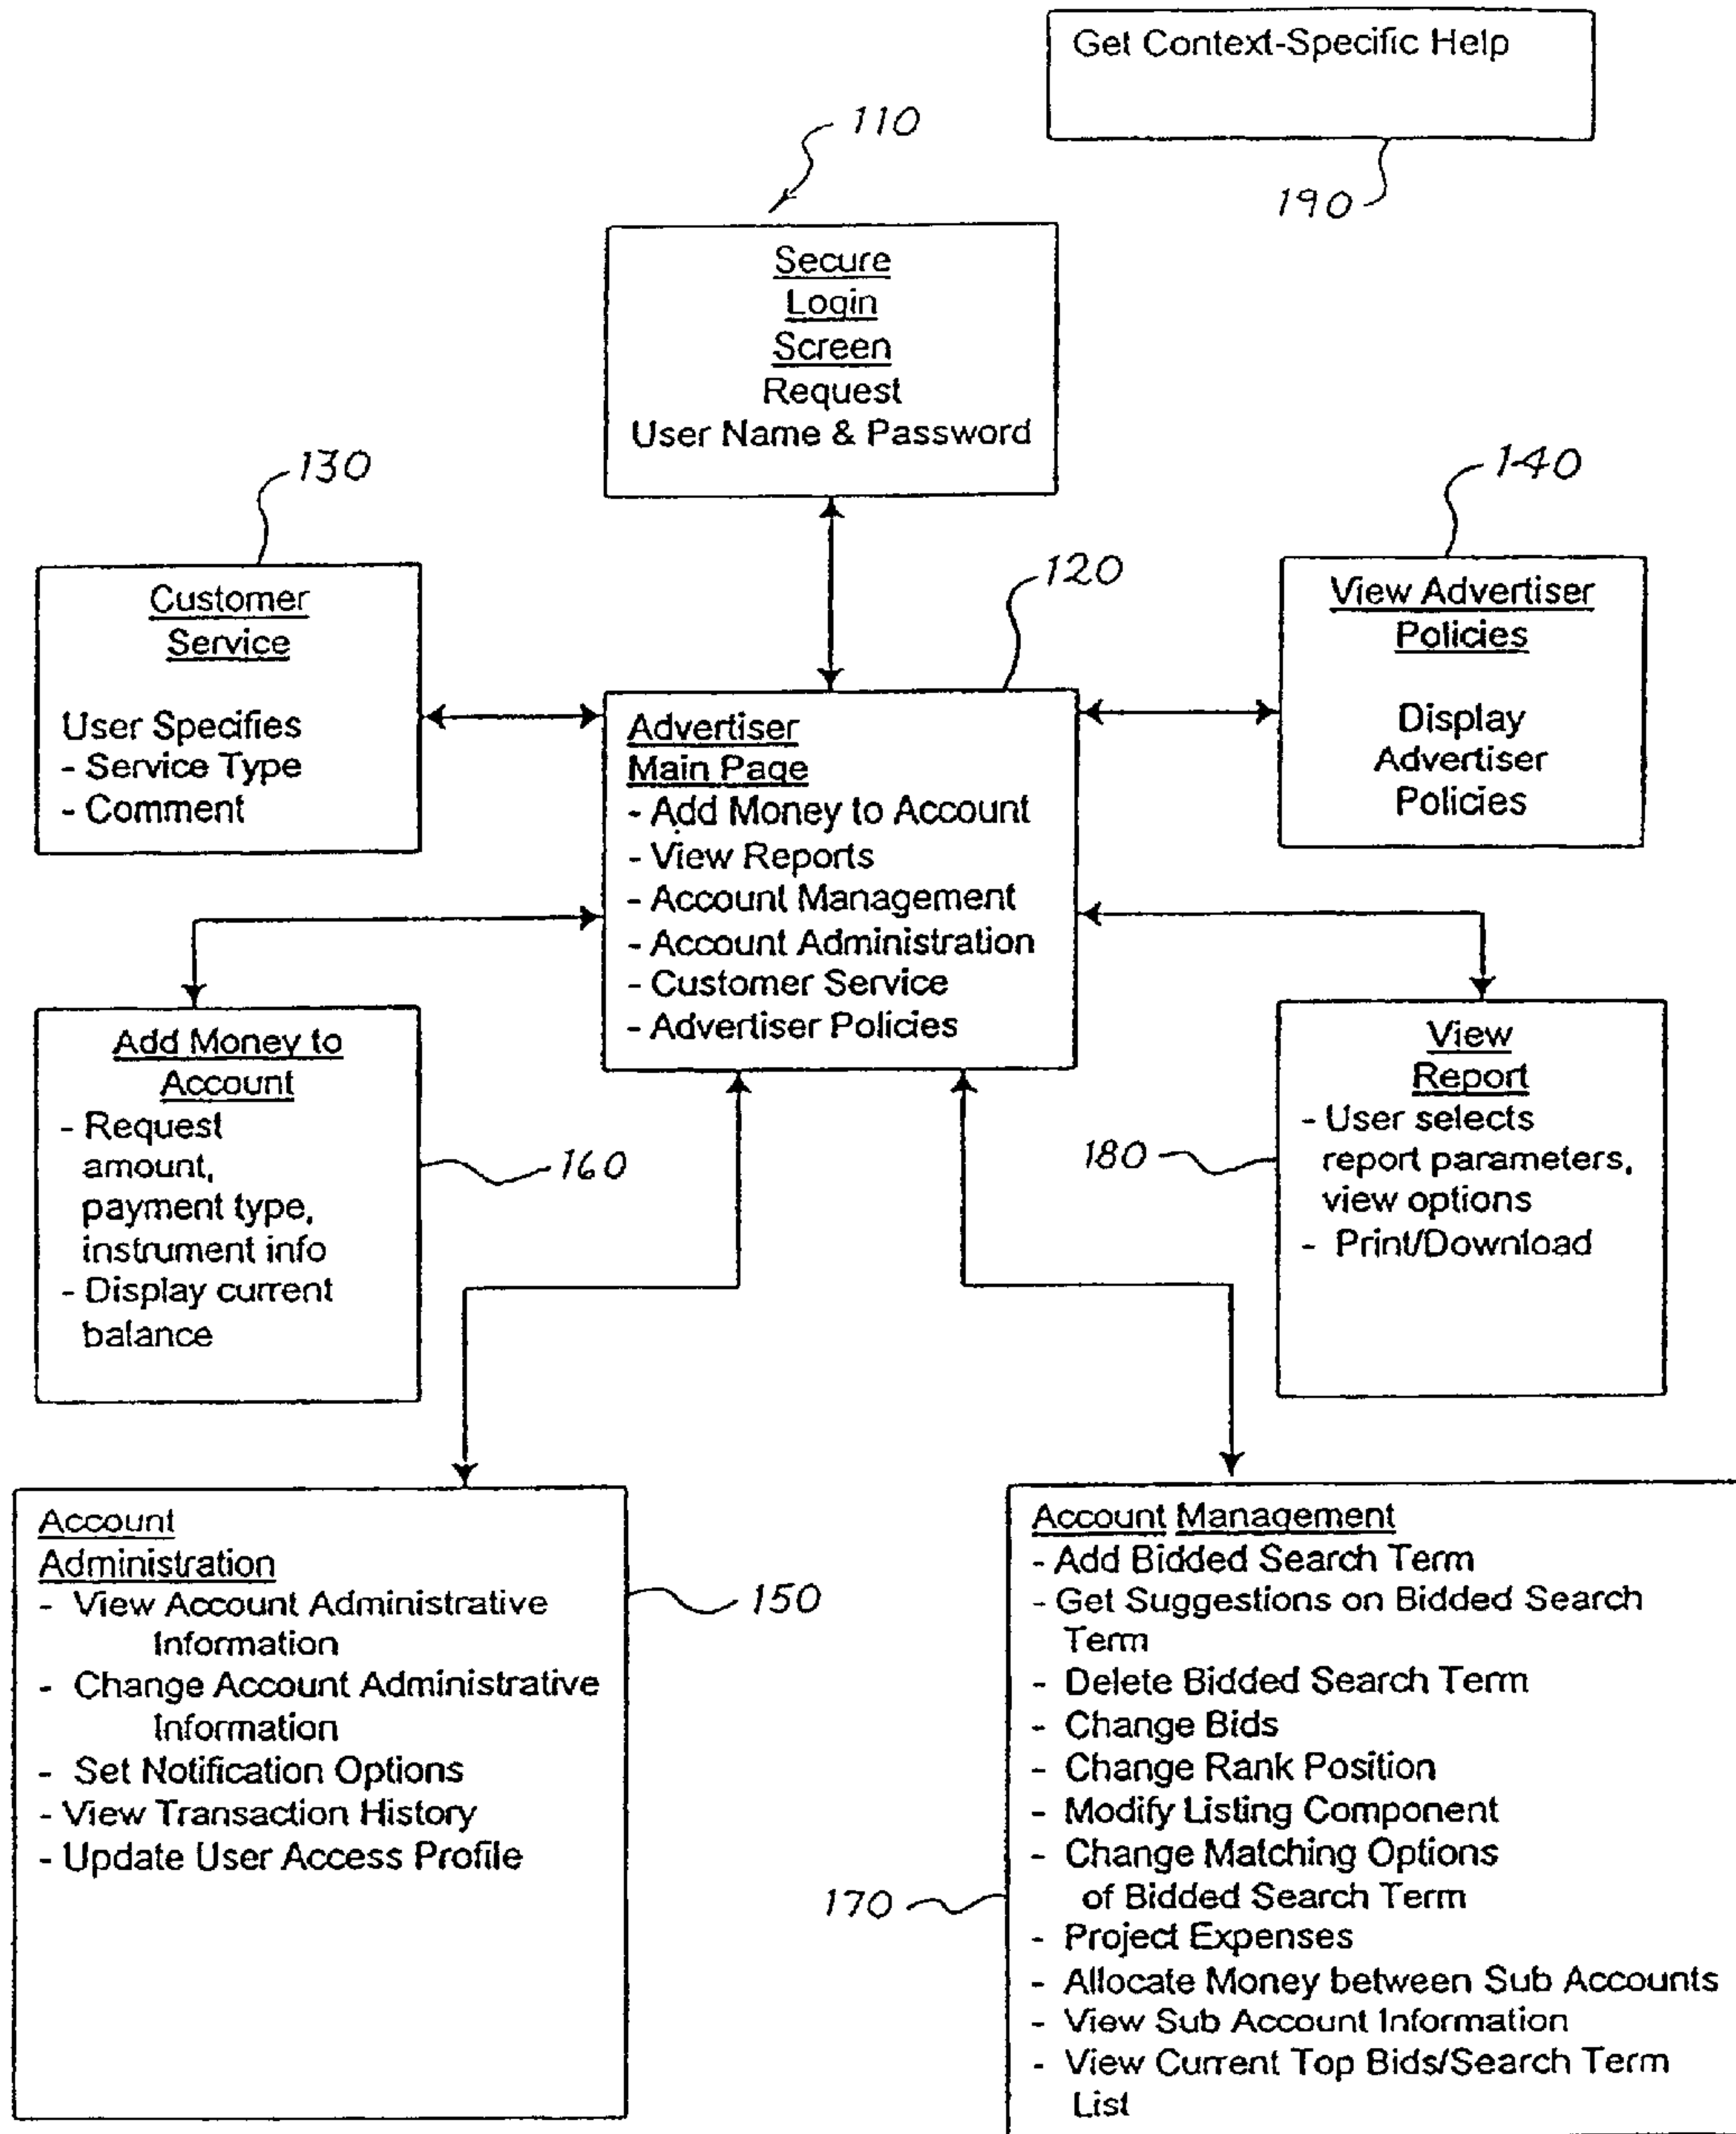 Get Context-Specific Help
190
110
Secure
Login
Screen
Request
User Name & Password
130
Customer
Service
User Specifies
- Service Type
- Comment
120
Advertiser
Main Page
- Add Money to Account
- View Reports
- Account Management
- Account Administration
- Customer Service
- Advertiser Policies
140
View Advertiser
Policies
Display
Advertiser
Policies
Add Money to
Account
- Request
amount,
payment type,
instrument info
- Display current
balance
160
180
View
Report
- User selects
report parameters,
view options
- Print/Download
Account
Administration
- View Account Administrative
Information
- Change Account Administrative
Information
- Set Notification Options
- View Transaction History
- Update User Access Profile
150
170
Account Management
- Add Bidded Search Term
- Get Suggestions on Bidded Search
Term
- Delete Bidded Search Term
- Change Bids
- Change Rank Position
- Modify Listing Component
- Change Matching Options
of Bidded Search Term
- Project Expenses
- Allocate Money between Sub Accounts
- View Sub Account Information
- View Current Top Bids/Search Term
List